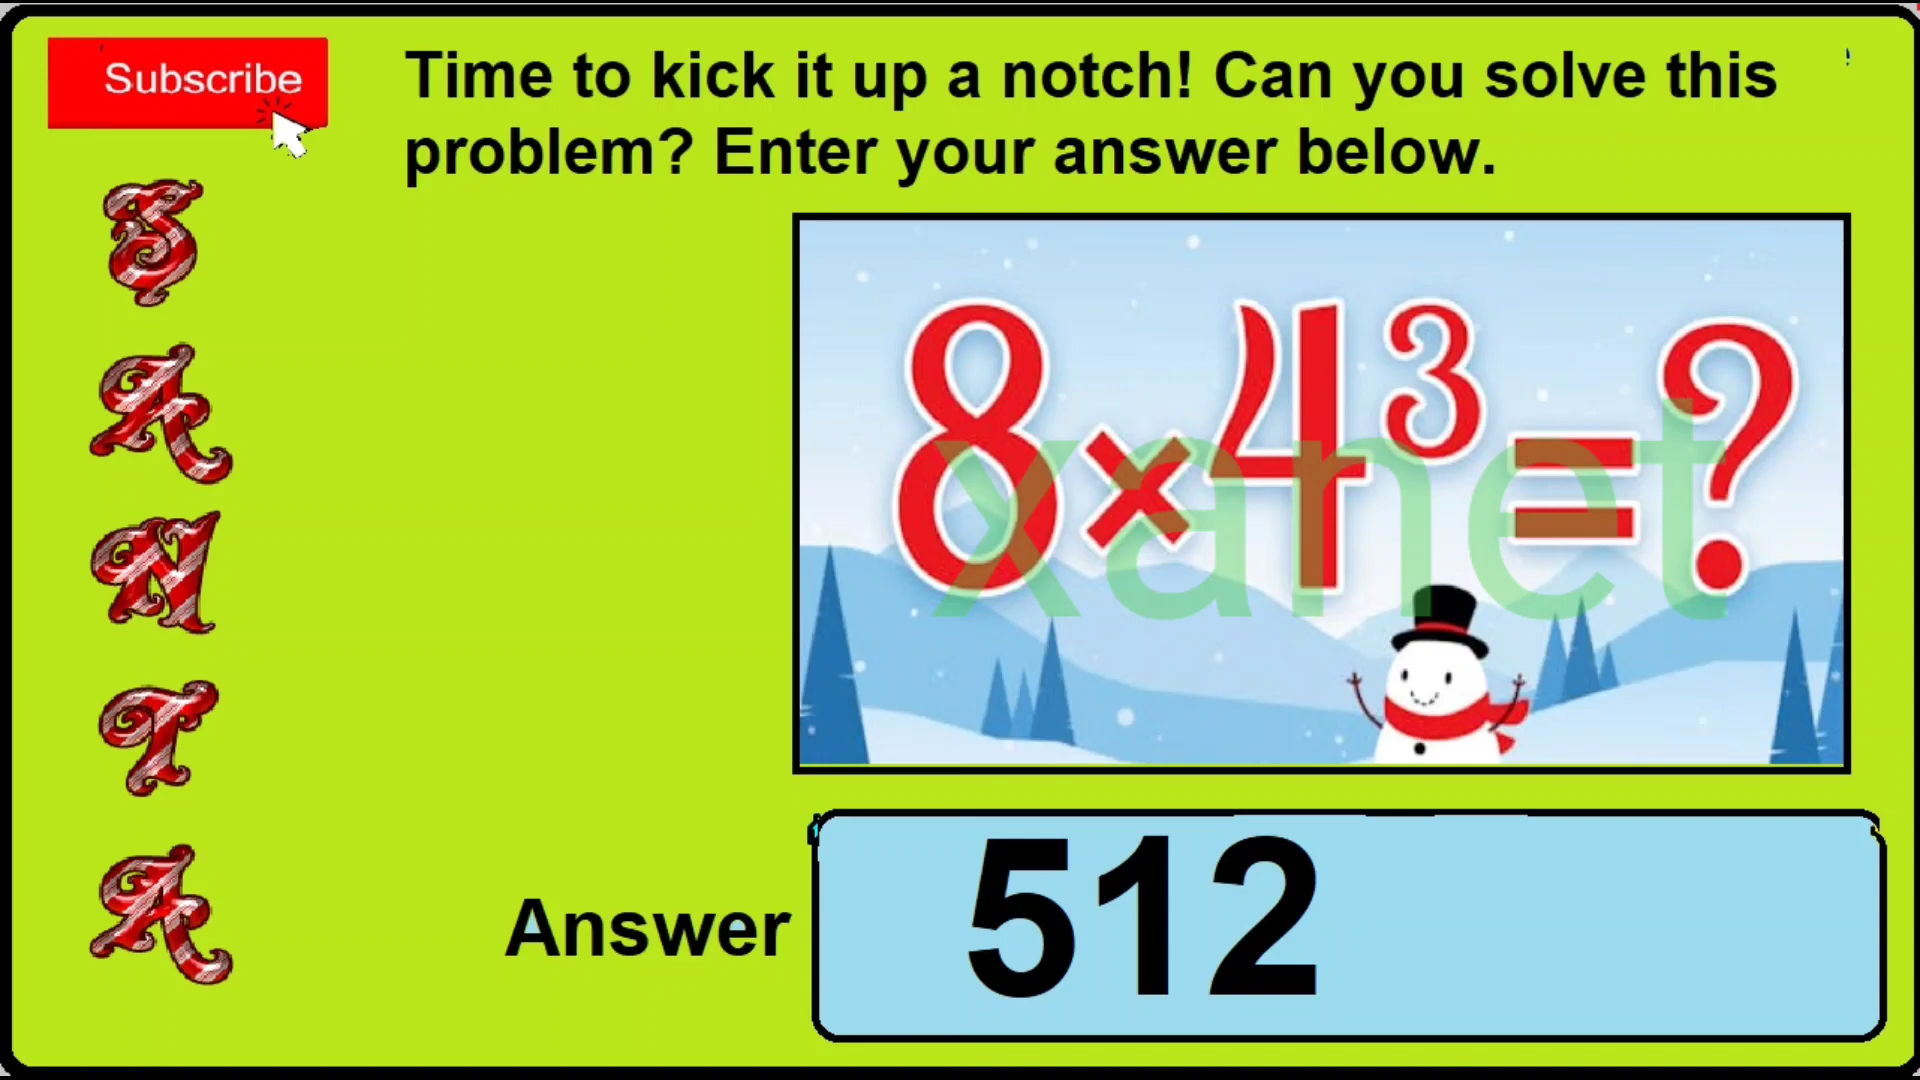 Subscribe
Time to kick it up a notch! Can you solve this
problem? Enter your answer below.
S
A
N
T
A
8×4³=?
xanet
Answer
512